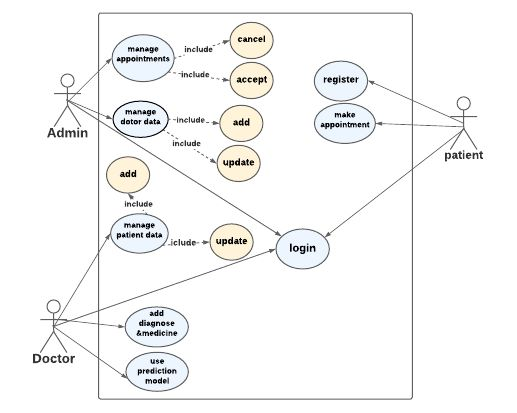 manage
appointments
include
cancel
include
accept
register
Admin
manage
dotor data
include
add
make
appointment
patient
include
update
add
include
manage
patient data
iclude
update
login
Doctor
add
diagnose
&medicine
use
prediction
model